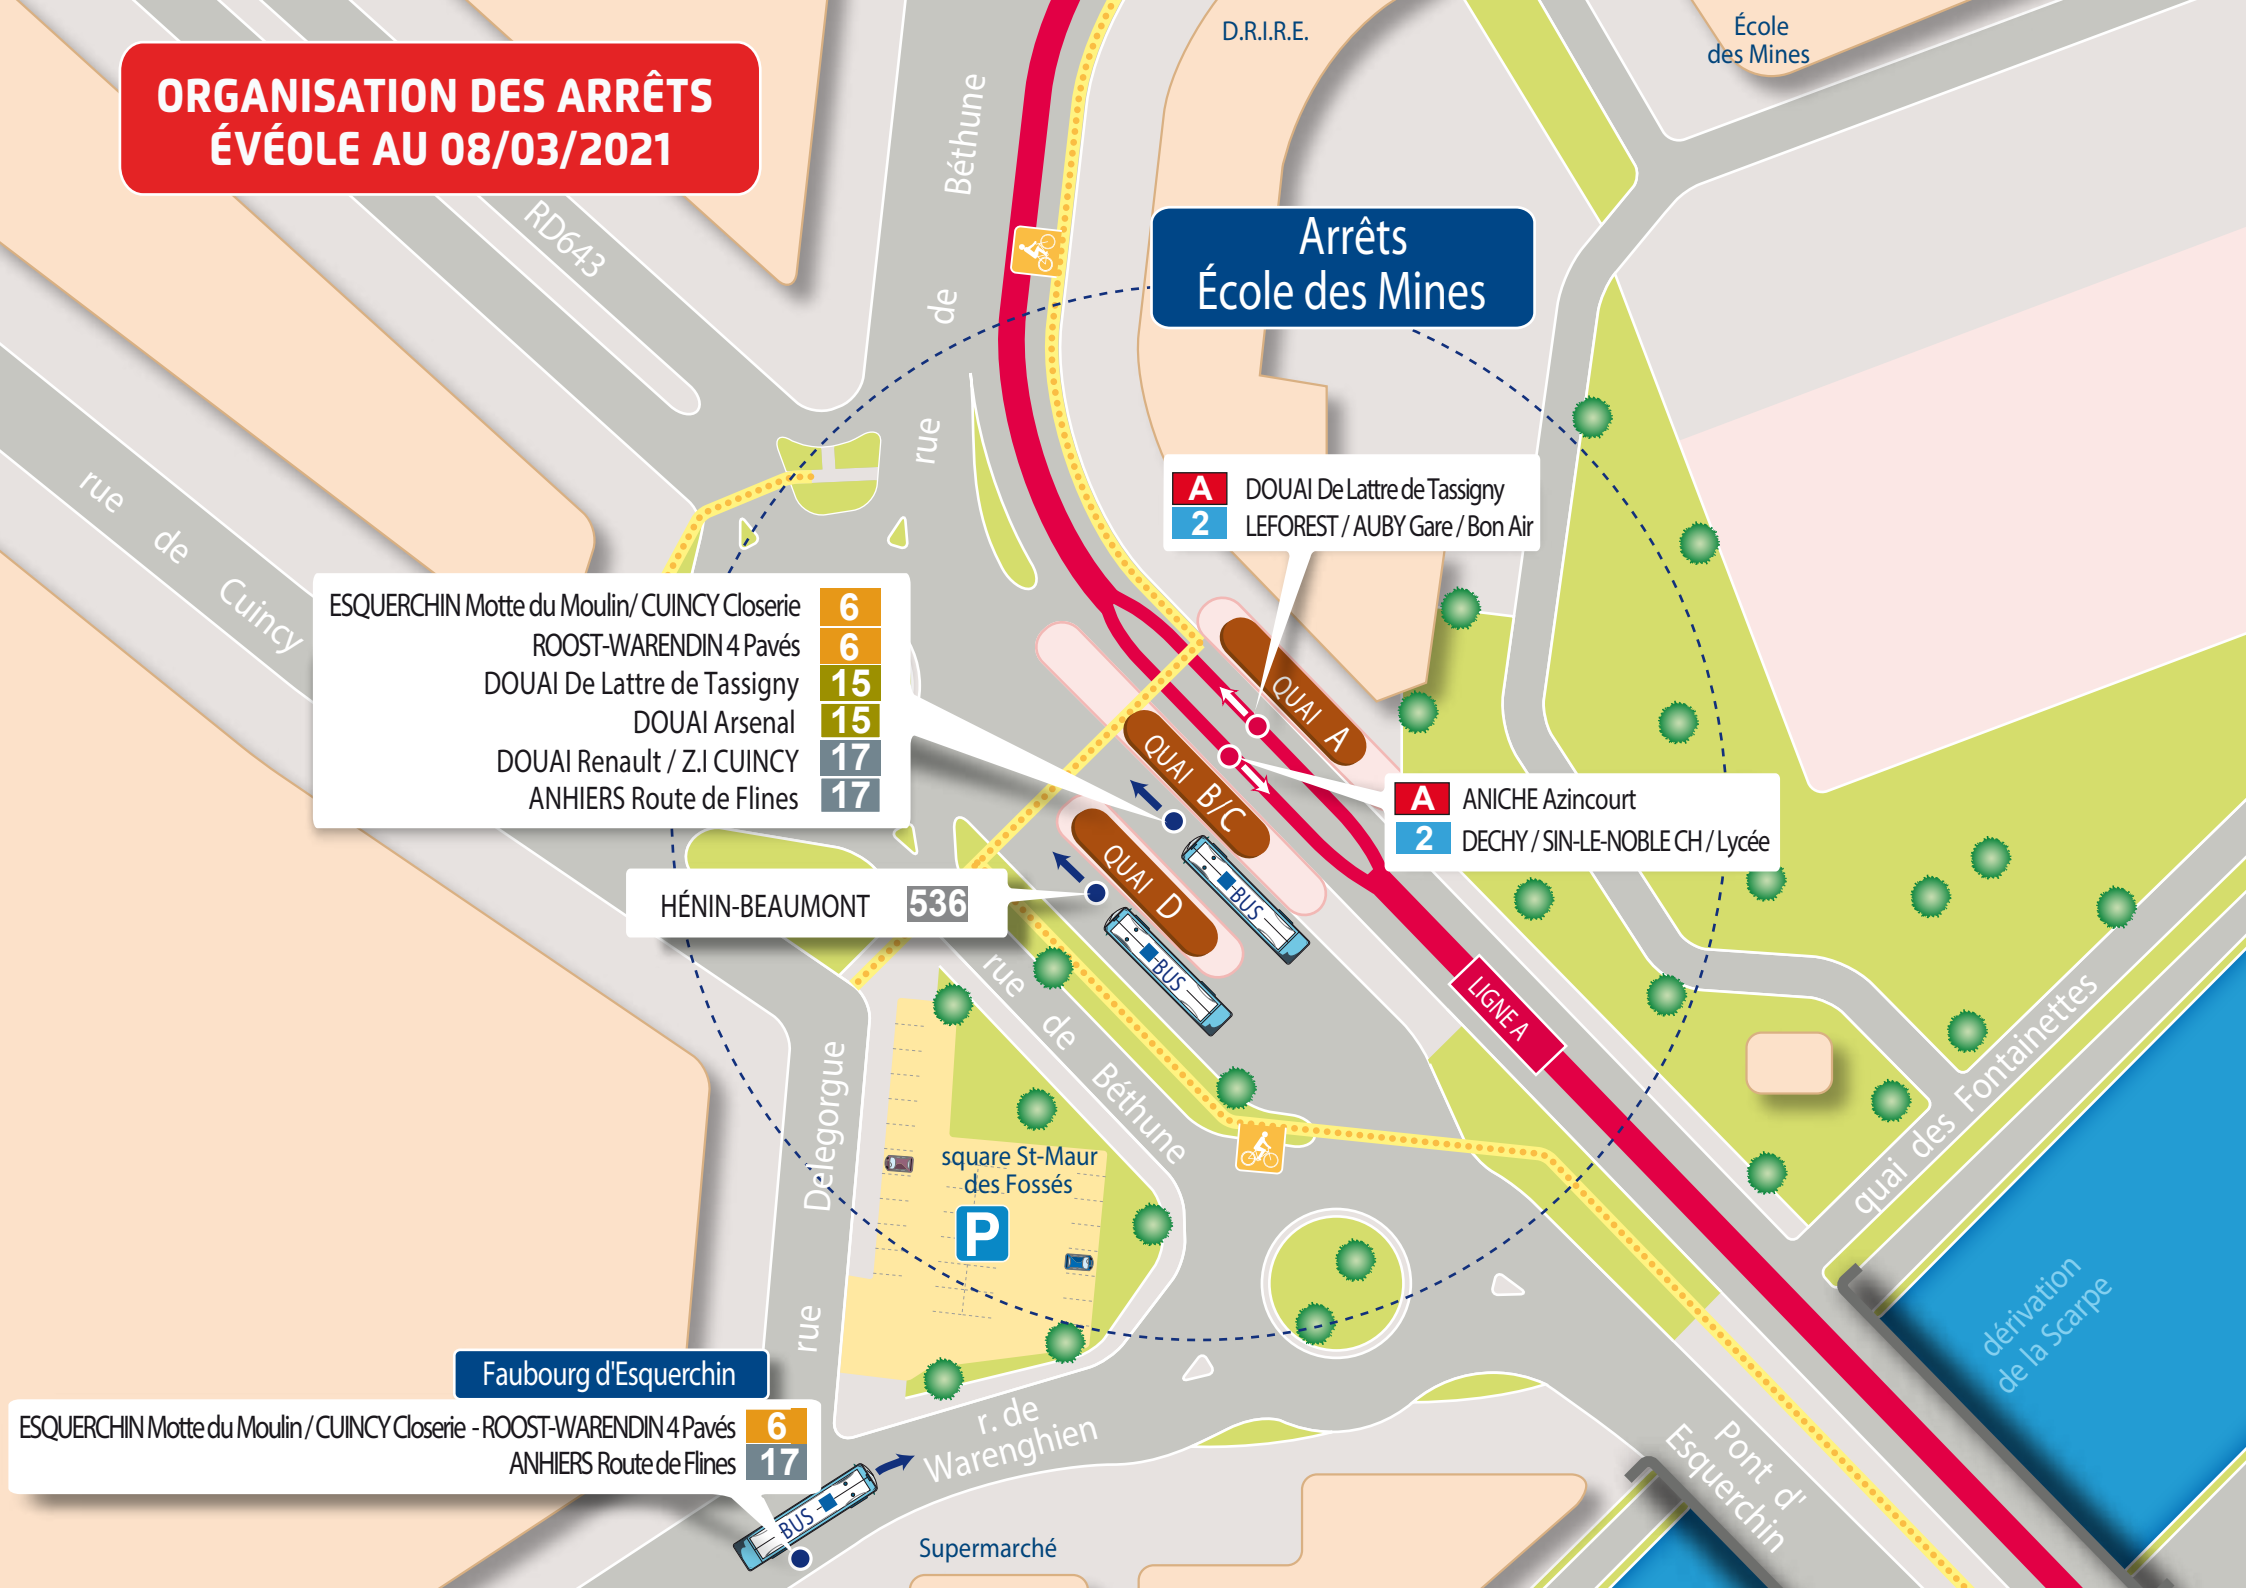 ORGANISATION DES ARRÊTS
ÉVÉOLE AU 08/03/2021
D.R.I.R.E.
École
des Mines
Arrêts
École des Mines
RD643
rue de Béthune
rue de Cuincy
A DOUAI De Lattre de Tassigny
2 LEFOREST / AUBY Gare / Bon Air
ESQUERCHIN Motte du Moulin/ CUINCY Closerie 6
ROOST-WARENDIN 4 Pavés 6
DOUAI De Lattre de Tassigny 15
DOUAI Arsenal 15
DOUAI Renault / Z.I CUINCY 17
ANHIERS Route de Flines 17
QUAI A
QUAI B/C
QUAI D
BUS
BUS
A ANICHE Azincourt
2 DECHY / SIN-LE-NOBLE CH / Lycée
HÉNIN-BEAUMONT 536
LIGNE A
rue de Béthune
rue Delegorgue
square St-Maur
des Fossés
P
quai des Fontainettes
dérivation
de la Scarpe
Faubourg d'Esquerchin
ESQUERCHIN Motte du Moulin / CUINCY Closerie - ROOST-WARENDIN 4 Pavés 6
ANHIERS Route de Flines 17
BUS
r. de
Warenghien
Pont d'
Esquerchin
Supermarché